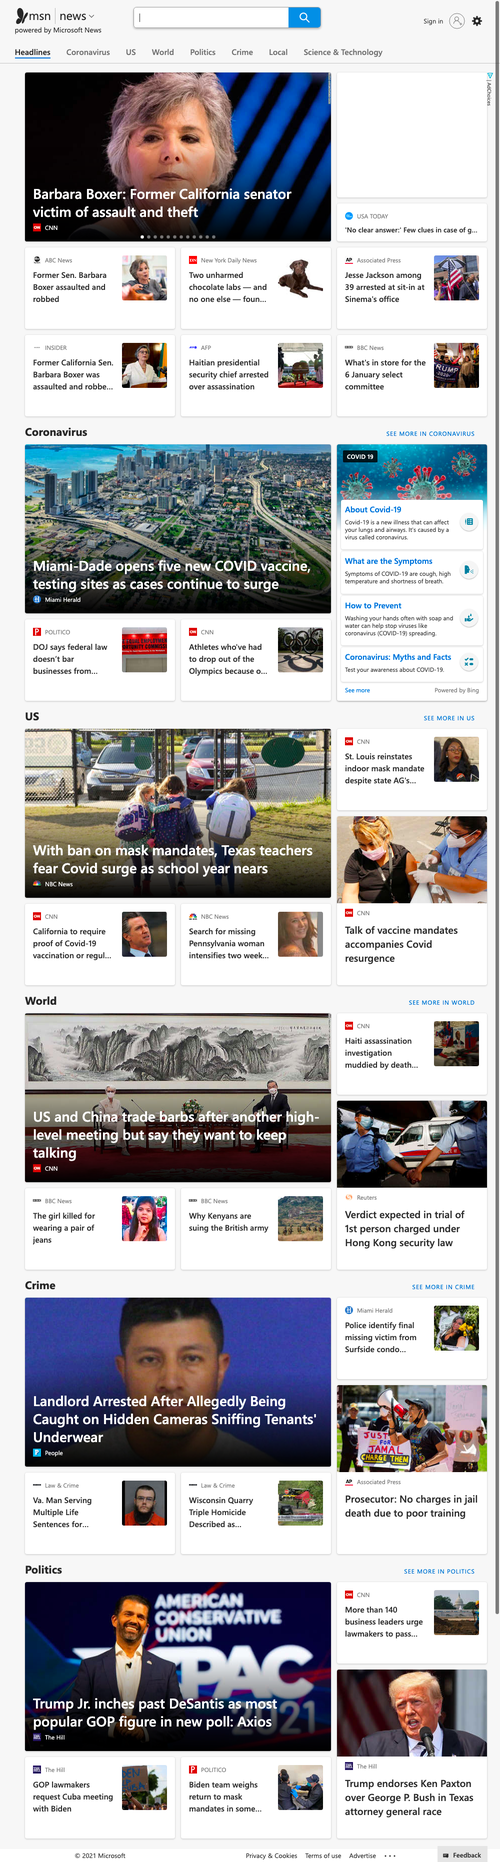 msn | news
powered by Microsoft News
Sign in
Headlines Coronavirus US World Politics Crime Local Science & Technology
Barbara Boxer: Former California senator
victim of assault and theft
CNN
AdChoices
USA TODAY
'No clear answer:' Few clues in case of g...
ABC News
Former Sen. Barbara
Boxer assaulted and
robbed
New York Daily News
Two unharmed
chocolate labs — and
no one else — foun...
Associated Press
Jesse Jackson among
39 arrested at sit-in at
Sinema's office
INSIDER
Former California Sen.
Barbara Boxer was
assaulted and robbe...
AFP
Haitian presidential
security chief arrested
over assassination
BBC News
What's in store for the
6 January select
committee
TRUMP
Coronavirus
SEE MORE IN CORONAVIRUS
Miami-Dade opens five new COVID vaccine,
testing sites as cases continue to surge
Miami Herald
COVID 19
About Covid-19
Covid-19 is a new illness that can affect
your lungs and airways. It's caused by a
virus called coronavirus.
What are the Symptoms
Symptoms of COVID-19 are cough, high
temperature and shortness of breath.
How to Prevent
Washing your hands often with soap and
water can help stop viruses like
coronavirus (COVID-19) spreading.
Coronavirus: Myths and Facts
Test your awareness about COVID-19.
See more
Powered by Bing
POLITICO
DOJ says federal law
doesn't bar
businesses from...
CNN
Athletes who've had
to drop out of the
Olympics because o...
US
SEE MORE IN US
With ban on mask mandates, Texas teachers
fear Covid surge as school year nears
NBC News
CNN
St. Louis reinstates
indoor mask mandate
despite state AG's...
CNN
Talk of vaccine mandates
accompanies Covid
resurgence
CNN
California to require
proof of Covid-19
vaccination or regul...
NBC News
Search for missing
Pennsylvania woman
intensifies two week...
World
SEE MORE IN WORLD
US and China trade barbs after another high-
level meeting but say they want to keep
talking
CNN
CNN
Haiti assassination
investigation
muddied by death...
Reuters
Verdict expected in trial of
1st person charged under
Hong Kong security law
BBC News
The girl killed for
wearing a pair of
jeans
BBC News
Why Kenyans are
suing the British army
Crime
SEE MORE IN CRIME
Landlord Arrested After Allegedly Being
Caught on Hidden Cameras Sniffing Tenants'
Underwear
People
Miami Herald
Police identify final
missing victim from
Surfside condo...
JUST
FOR
JAMAL
CHARGE THEM
Associated Press
Prosecutor: No charges in jail
death due to poor training
Law & Crime
Va. Man Serving
Multiple Life
Sentences for...
Law & Crime
Wisconsin Quarry
Triple Homicide
Described as...
Politics
SEE MORE IN POLITICS
AMERICAN
CONSERVATIVE
UNION
PAC
2021
Trump Jr. inches past DeSantis as most
popular GOP figure in new poll: Axios
The Hill
CNN
More than 140
business leaders urge
lawmakers to pass...
The Hill
Trump endorses Ken Paxton
over George P. Bush in Texas
attorney general race
The Hill
GOP lawmakers
request Cuba meeting
with Biden
POLITICO
Biden team weighs
return to mask
mandates in some...
© 2021 Microsoft
Privacy & Cookies Terms of use Advertise ...
Feedback